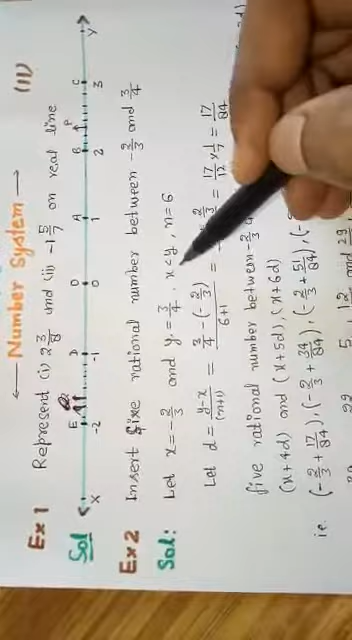 Number System (11)
Ex 1 Represent (i) 2 3/8 and (ii) -1 5/7 on real line
Sol
X E D O A B P C Y
-2 -1 0 1 2 3
Ex 2 Insert rational number between -2/3 and 3/4
Sol: Let x = -2/3 and y = 3/4 . x<y, n=6
Let d = y-x/(n+1) = 3/4 - (-2/3)/6+1 = 17/12 x 1/7 = 17/84
five rational number between -2/3
(x+4d) and (x+5d), (x+6d)
ie. (-2/3 + 17/84), (-2/3 + 34/84), (-2/3 + 51/84), (-